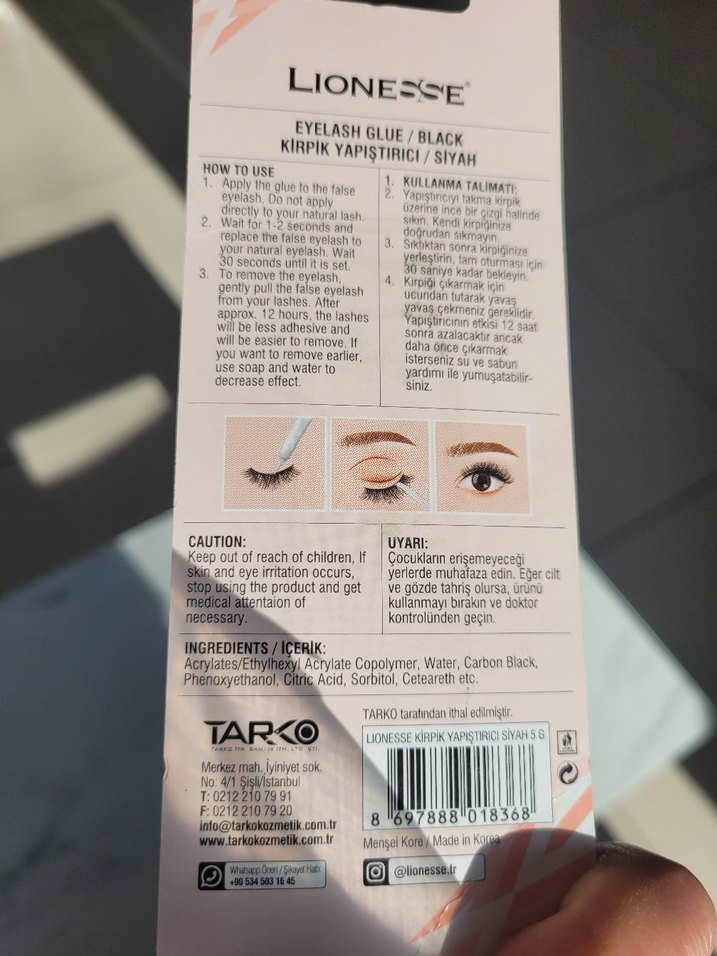 LIONESSE®
EYELASH GLUE / BLACK
KİRPİK YAPIŞTIRICI / SİYAH
HOW TO USE
1. Apply the glue to the false
eyelash. Do not apply
directly to your natural lash.
2. Wait for 1-2 seconds and
replace the false eyelash to
your natural eyelash. Wait
30 seconds until it is set.
3. To remove the eyelash,
gently pull the false eyelash
from your lashes. After
approx. 12 hours, the lashes
will be less adhesive and
will be easier to remove. If
you want to remove earlier,
use soap and water to
decrease effect.
1. KULLANMA TALİMATI:
2. Yapıştırıcıyı takma kirpik
üzerine ince bir çizgi halinde
sıkın. Kendi kirpiğinize
doğrudan sıkmayın.
3. Sıktıktan sonra kirpiğinize
yerleştirin, tam oturması için
30 saniye kadar bekleyin.
4. Kirpiği çıkarmak için
ucundan tutarak yavaş
yavaş çekmeniz gereklidir.
Yapıştırıcının etkisi 12 saat
sonra azalacaktır ancak
daha önce çıkarmak
isterseniz su ve sabun
yardımı ile yumuşatabilir-
siniz.
CAUTION:
Keep out of reach of children, If
skin and eye irritation occurs,
stop using the product and get
medical attentaion of
necessary.
UYARI:
Çocukların erişemeyeceği
yerlerde muhafaza edin. Eğer cilt
ve gözde tahriş olursa, ürünü
kullanmayı bırakın ve doktor
kontrolünden geçin.
INGREDIENTS / İÇERİK:
Acrylates/Ethylhexyl Acrylate Copolymer, Water, Carbon Black,
Phenoxyethanol, Citric Acid, Sorbitol, Ceteareth etc.
TARKO
TARKO ITR. SAN. VE ITH. LTD. ŞTİ.
Merkez mah. İyiniyet sok.
No: 4/1 Şişli/İstanbul
T: 0212 210 79 91
F: 0212 210 79 20
info@tarkokozmetik.com.tr
www.tarkokozmetik.com.tr
Whatsapp Öneri / Şikayet Hattı:
+90 534 503 16 45
TARKO tarafından ithal edilmiştir.
LIONESSE KİRPİK YAPIŞTIRICI SİYAH 5 G
8 697888 018368
Menşei Kore / Made in Korea
@lionesse.tr